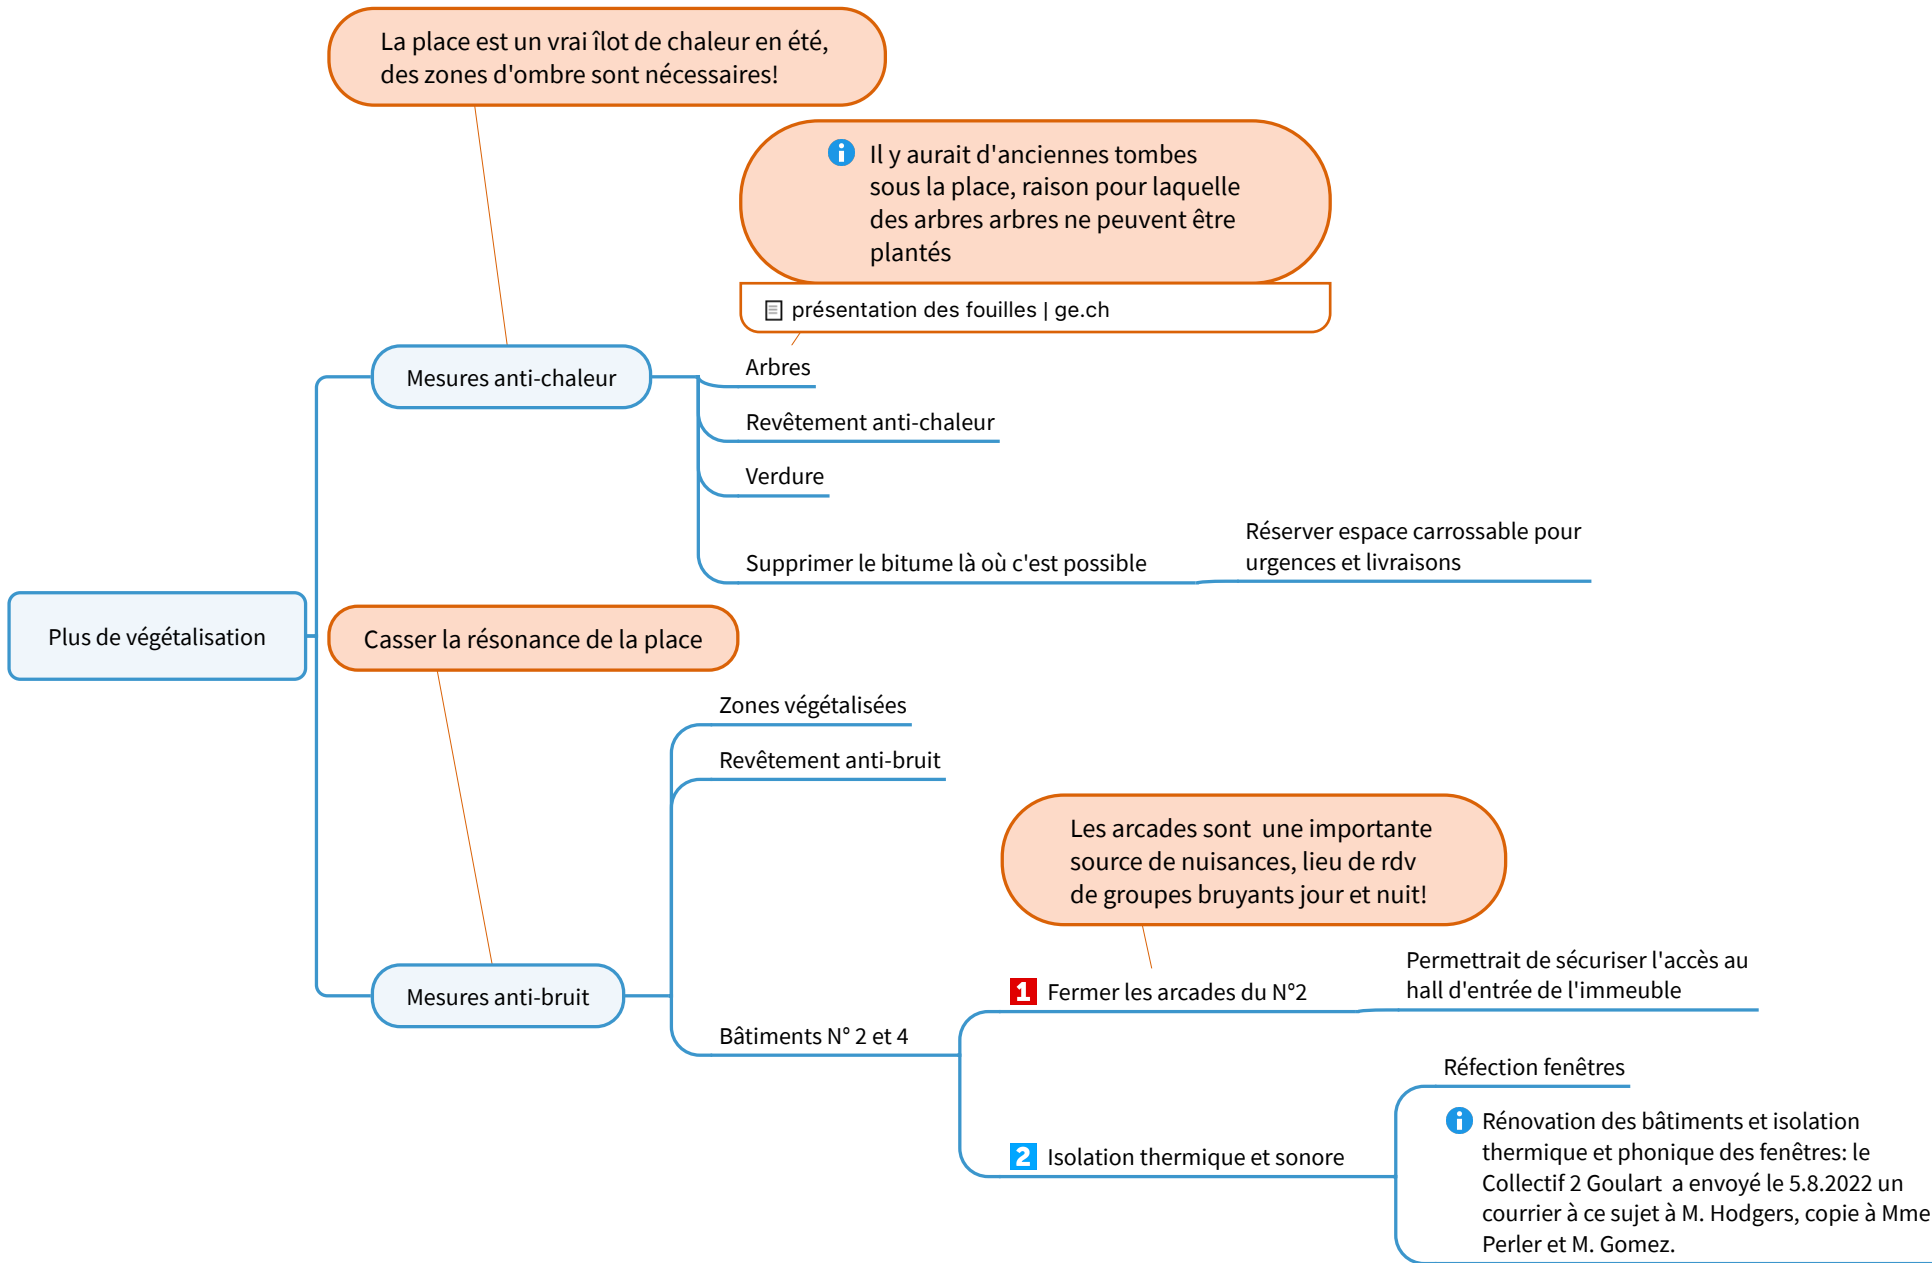 La place est un vrai îlot de chaleur en été,
des zones d'ombre sont nécessaires!
Il y aurait d'anciennes tombes
sous la place, raison pour laquelle
des arbres arbres ne peuvent être
plantés
présentation des fouilles | ge.ch
Mesures anti-chaleur
Arbres
Revêtement anti-chaleur
Verdure
Supprimer le bitume là où c'est possible
Réserver espace carrossable pour
urgences et livraisons
Plus de végétalisation
Casser la résonance de la place
Zones végétalisées
Revêtement anti-bruit
Les arcades sont  une importante
source de nuisances, lieu de rdv
de groupes bruyants jour et nuit!
Mesures anti-bruit
Bâtiments N° 2 et 4
1 Fermer les arcades du N°2
Permettrait de sécuriser l'accès au
hall d'entrée de l'immeuble
2 Isolation thermique et sonore
Réfection fenêtres
Rénovation des bâtiments et isolation
thermique et phonique des fenêtres: le
Collectif 2 Goulart  a envoyé le 5.8.2022 un
courrier à ce sujet à M. Hodgers, copie à Mme
Perler et M. Gomez.